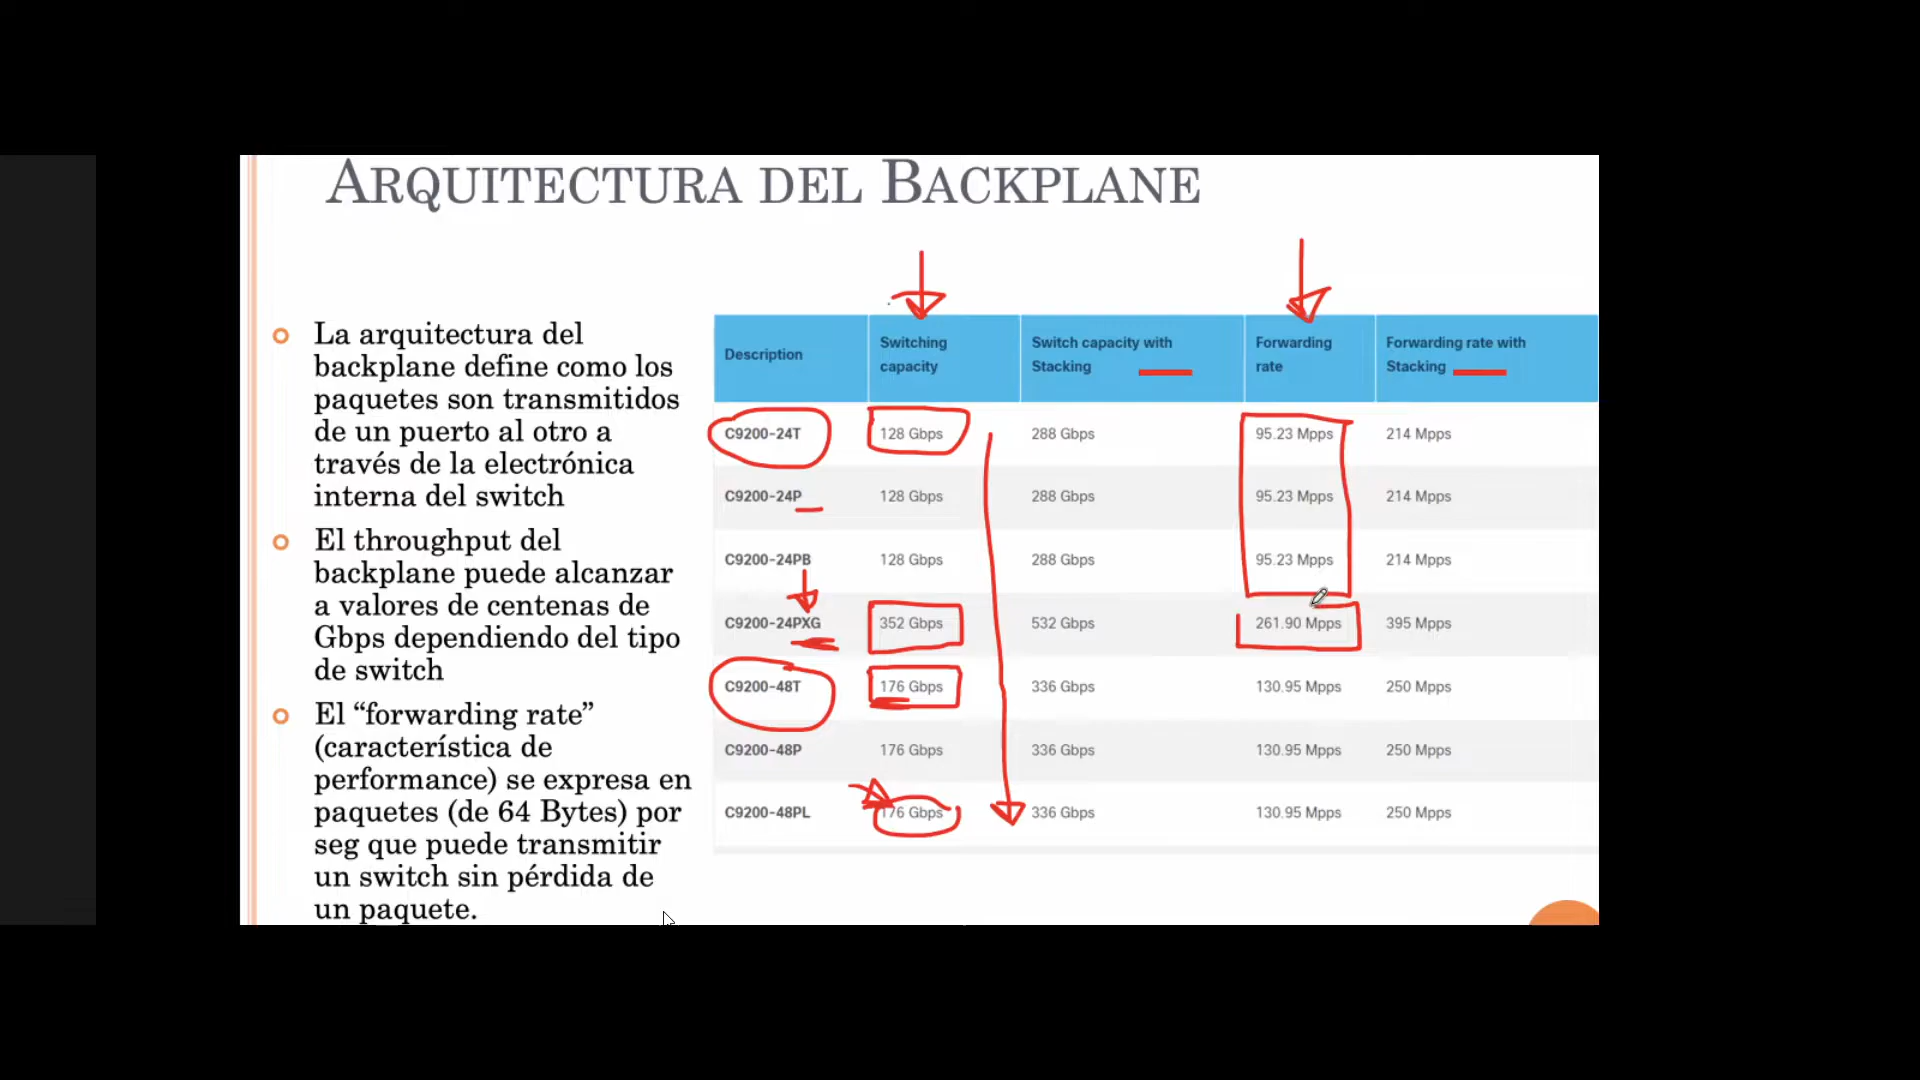 ARQUITECTURA DEL BACKPLANE
La arquitectura del
backplane define como los
paquetes son transmitidos
de un puerto al otro a
través de la electrónica
interna del switch
El throughput del
backplane puede alcanzar
a valores de centenas de
Gbps dependiendo del tipo
de switch
El “forwarding rate”
(característica de
performance) se expresa en
paquetes (de 64 Bytes) por
seg que puede transmitir
un switch sin pérdida de
un paquete.
Description Switching capacity Switch capacity with Stacking Forwarding rate Forwarding rate with Stacking
C9200-24T 128 Gbps 288 Gbps 95.23 Mpps 214 Mpps
C9200-24P 128 Gbps 288 Gbps 95.23 Mpps 214 Mpps
C9200-24PB 128 Gbps 288 Gbps 95.23 Mpps 214 Mpps
C9200-24PXG 352 Gbps 532 Gbps 261.90 Mpps 395 Mpps
C9200-48T 176 Gbps 336 Gbps 130.95 Mpps 250 Mpps
C9200-48P 176 Gbps 336 Gbps 130.95 Mpps 250 Mpps
C9200-48PL 176 Gbps 336 Gbps 130.95 Mpps 250 Mpps